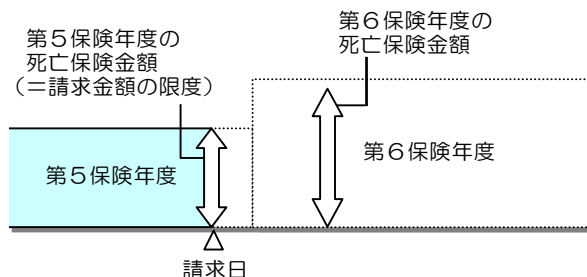 第５保険年度の
死亡保険金額
（＝請求金額の限度）
第６保険年度の
死亡保険金額
第５保険年度
第６保険年度
請求日